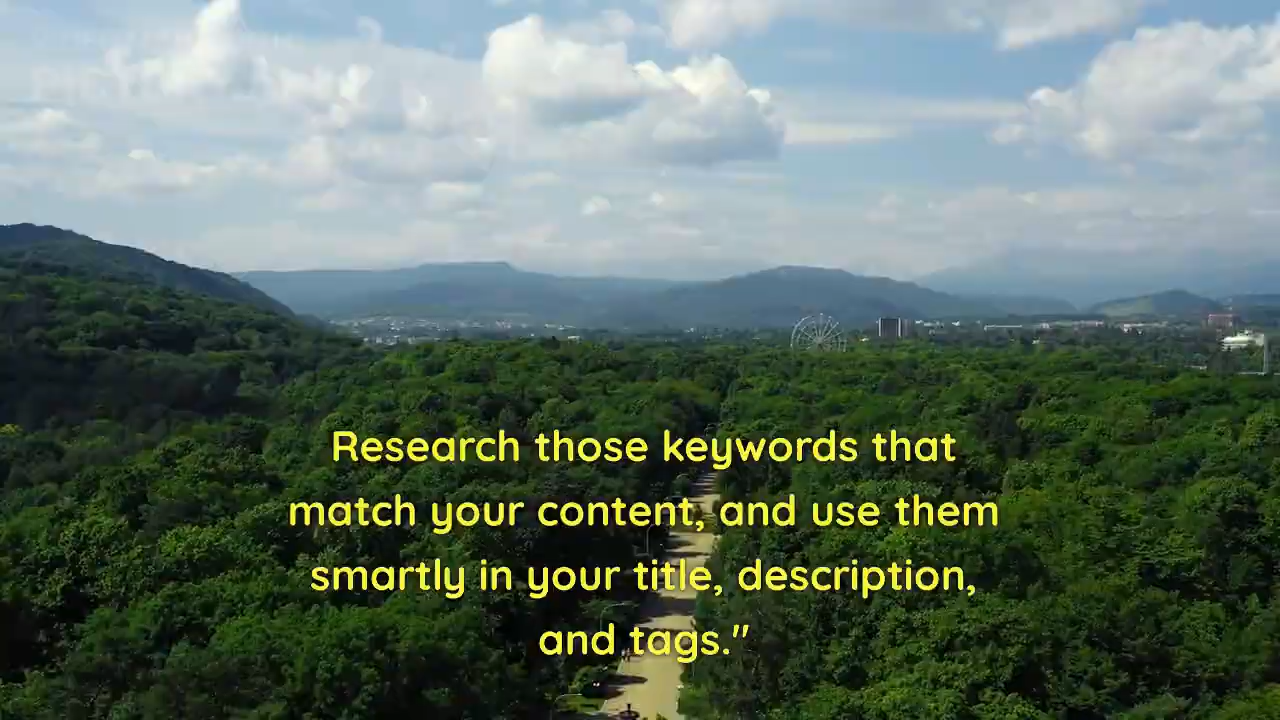 Research those keywords that
match your content, and use them
smartly in your title, description,
and tags."